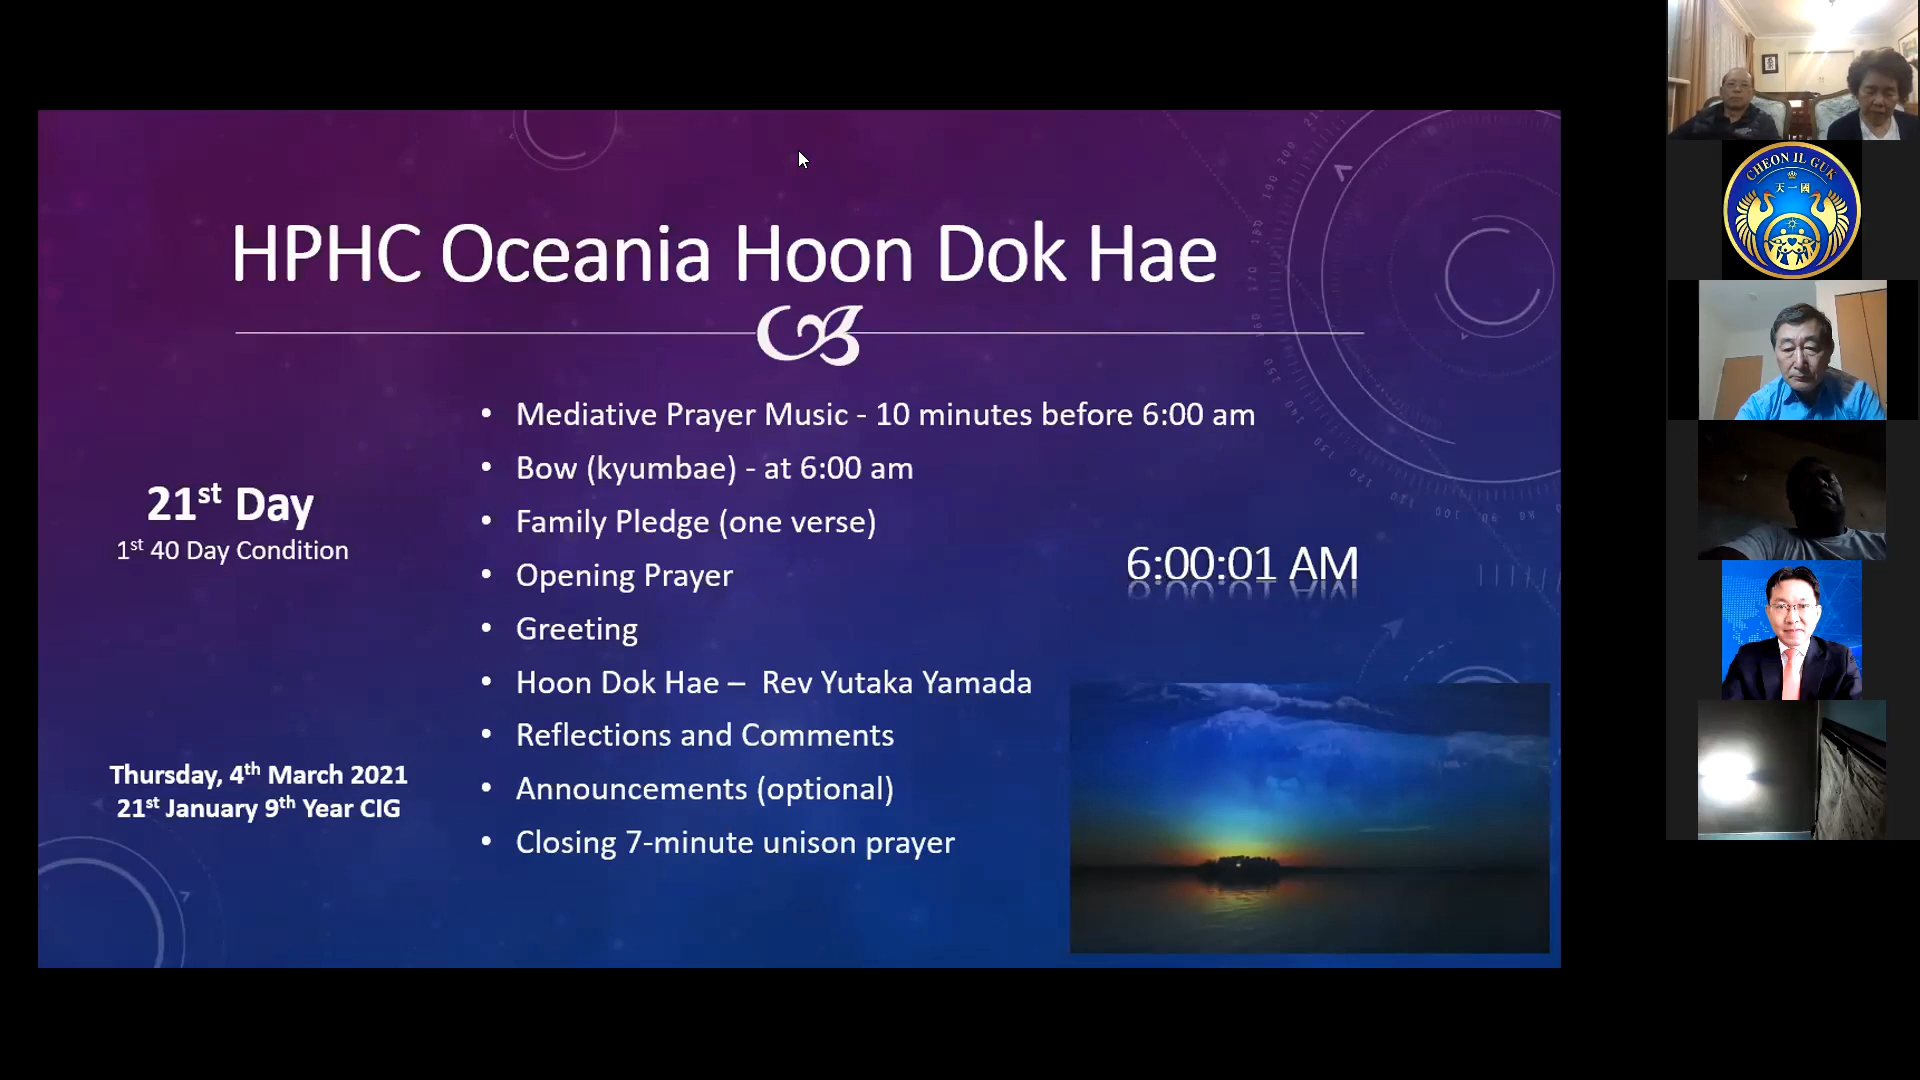 HPHC Oceania Hoon Dok Hae
21st Day
1st 40 Day Condition
Thursday, 4th March 2021
21st January 9th Year CIG
• Mediative Prayer Music - 10 minutes before 6:00 am
• Bow (kyumbae) - at 6:00 am
• Family Pledge (one verse)
• Opening Prayer
• Greeting
• Hoon Dok Hae – Rev Yutaka Yamada
• Reflections and Comments
• Announcements (optional)
• Closing 7-minute unison prayer
6:00:01 AM
CHEON IL GUK
天一國